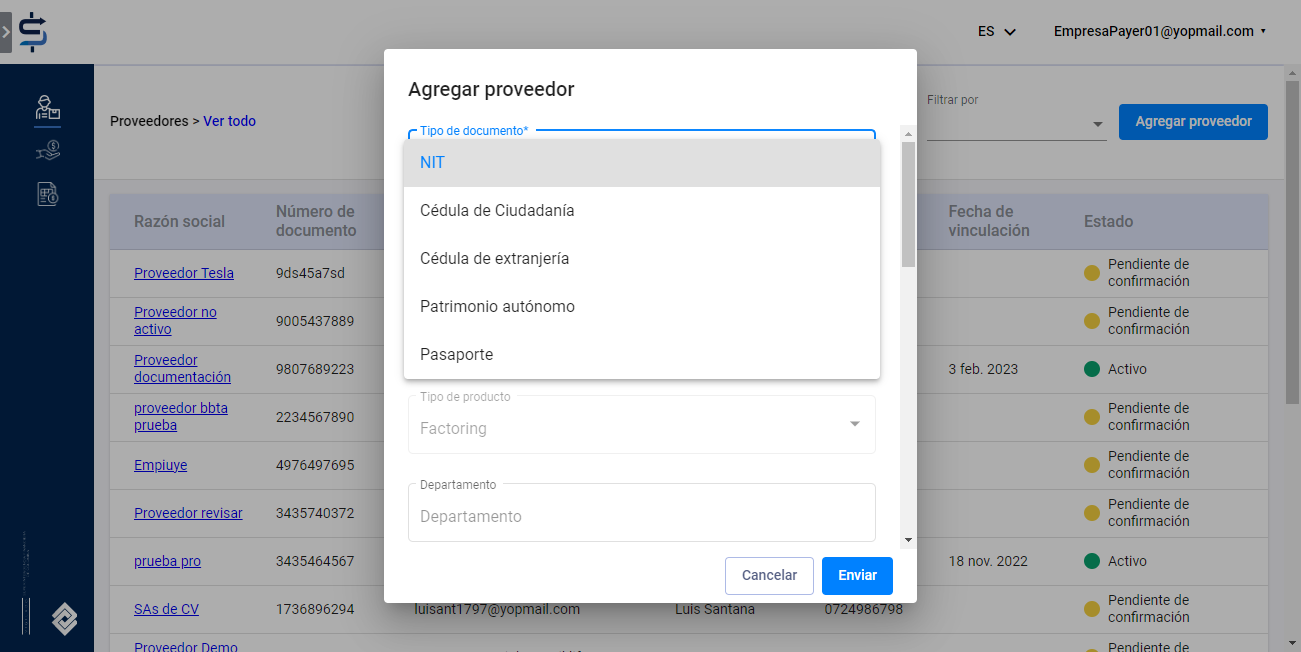 ES
EmpresaPayer01@yopmail.com
Proveedores > Ver todo
Filtrar por
Agregar proveedor
Agregar proveedor
Tipo de documento*
NIT
Cédula de Ciudadanía
Cédula de extranjería
Patrimonio autónomo
Pasaporte
Tipo de producto
Factoring
Departamento
Departamento
Cancelar
Enviar
Razón social
Número de
documento
Fecha de
vinculación
Estado
Proveedor Tesla
9ds45a7sd
Pendiente de
confirmación
Proveedor no
activo
9005437889
Pendiente de
confirmación
Proveedor
documentación
9807689223
3 feb. 2023
Activo
proveedor bbta
prueba
2234567890
Pendiente de
confirmación
Empiuye
4976497695
Pendiente de
confirmación
Proveedor revisar
3435740372
Pendiente de
confirmación
prueba pro
3435464567
18 nov. 2022
Activo
SAs de CV
1736896294
luisant1797@yopmail.com
Luis Santana
0724986798
Pendiente de
confirmación
Proveedor Demo
Pendiente de